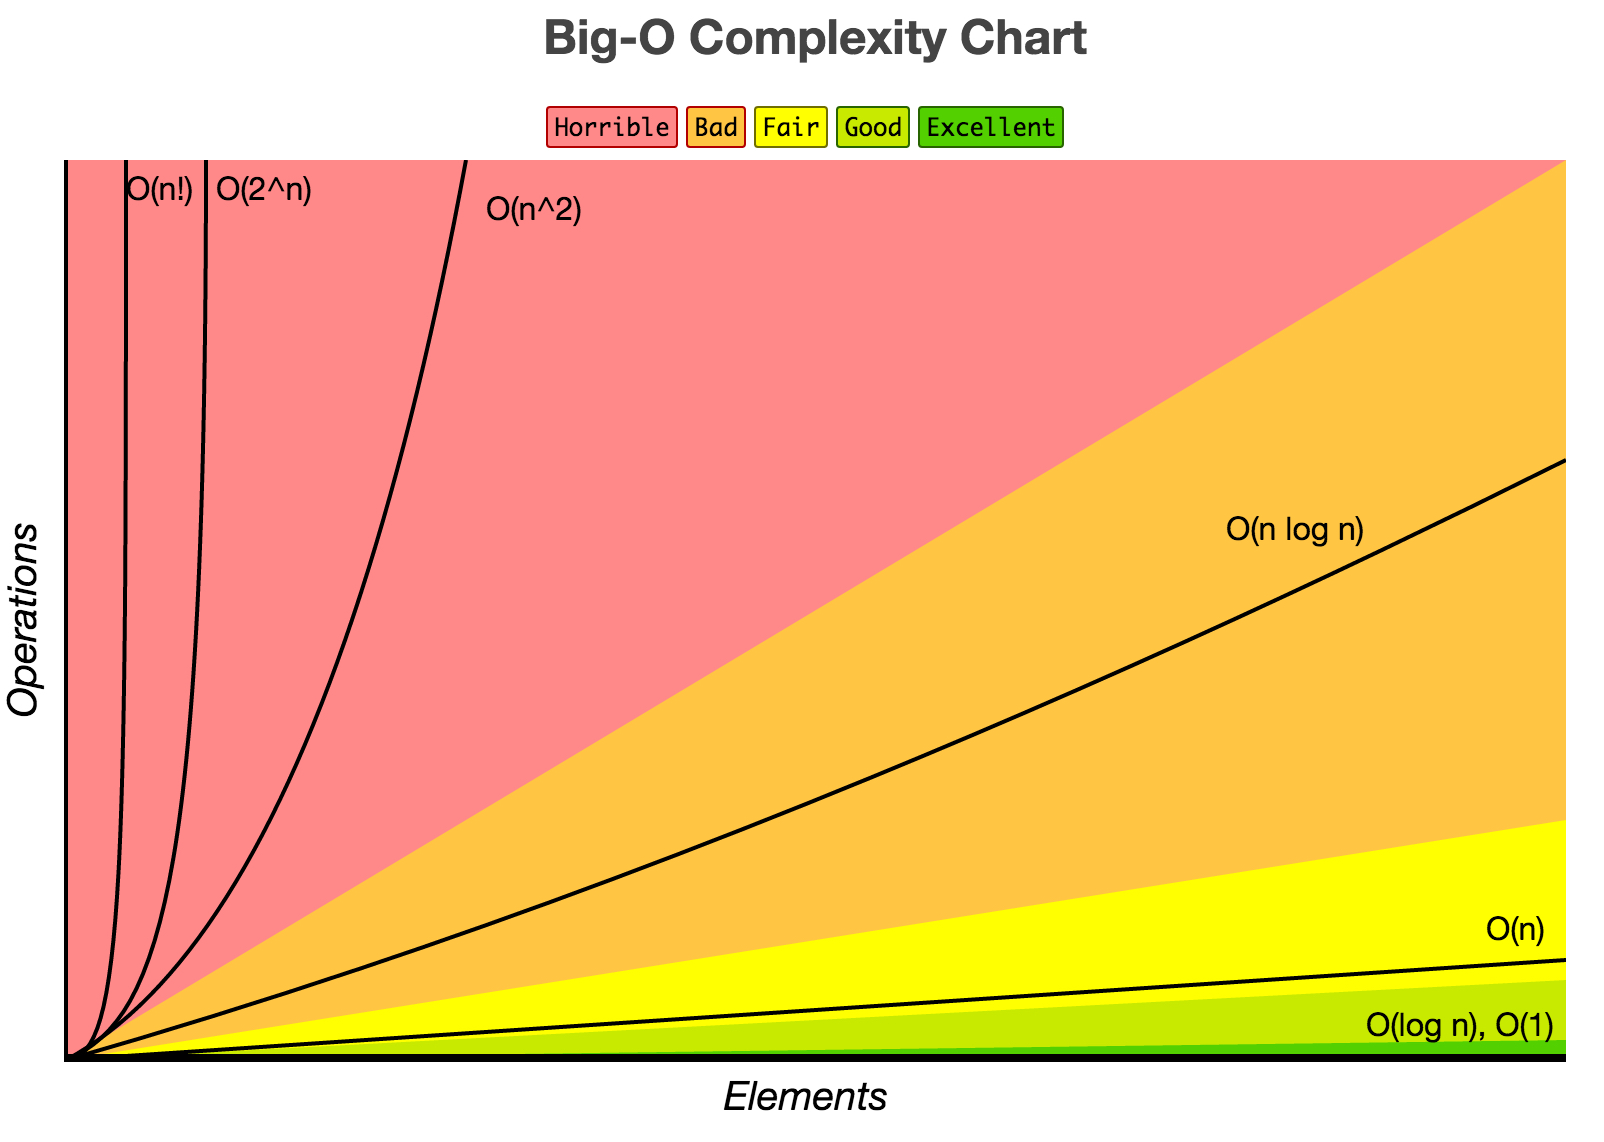 Big-O Complexity Chart
Horrible Bad Fair Good Excellent
O(n!) O(2^n)
O(n^2)
O(n log n)
O(n)
O(log n), O(1)
Operations
Elements